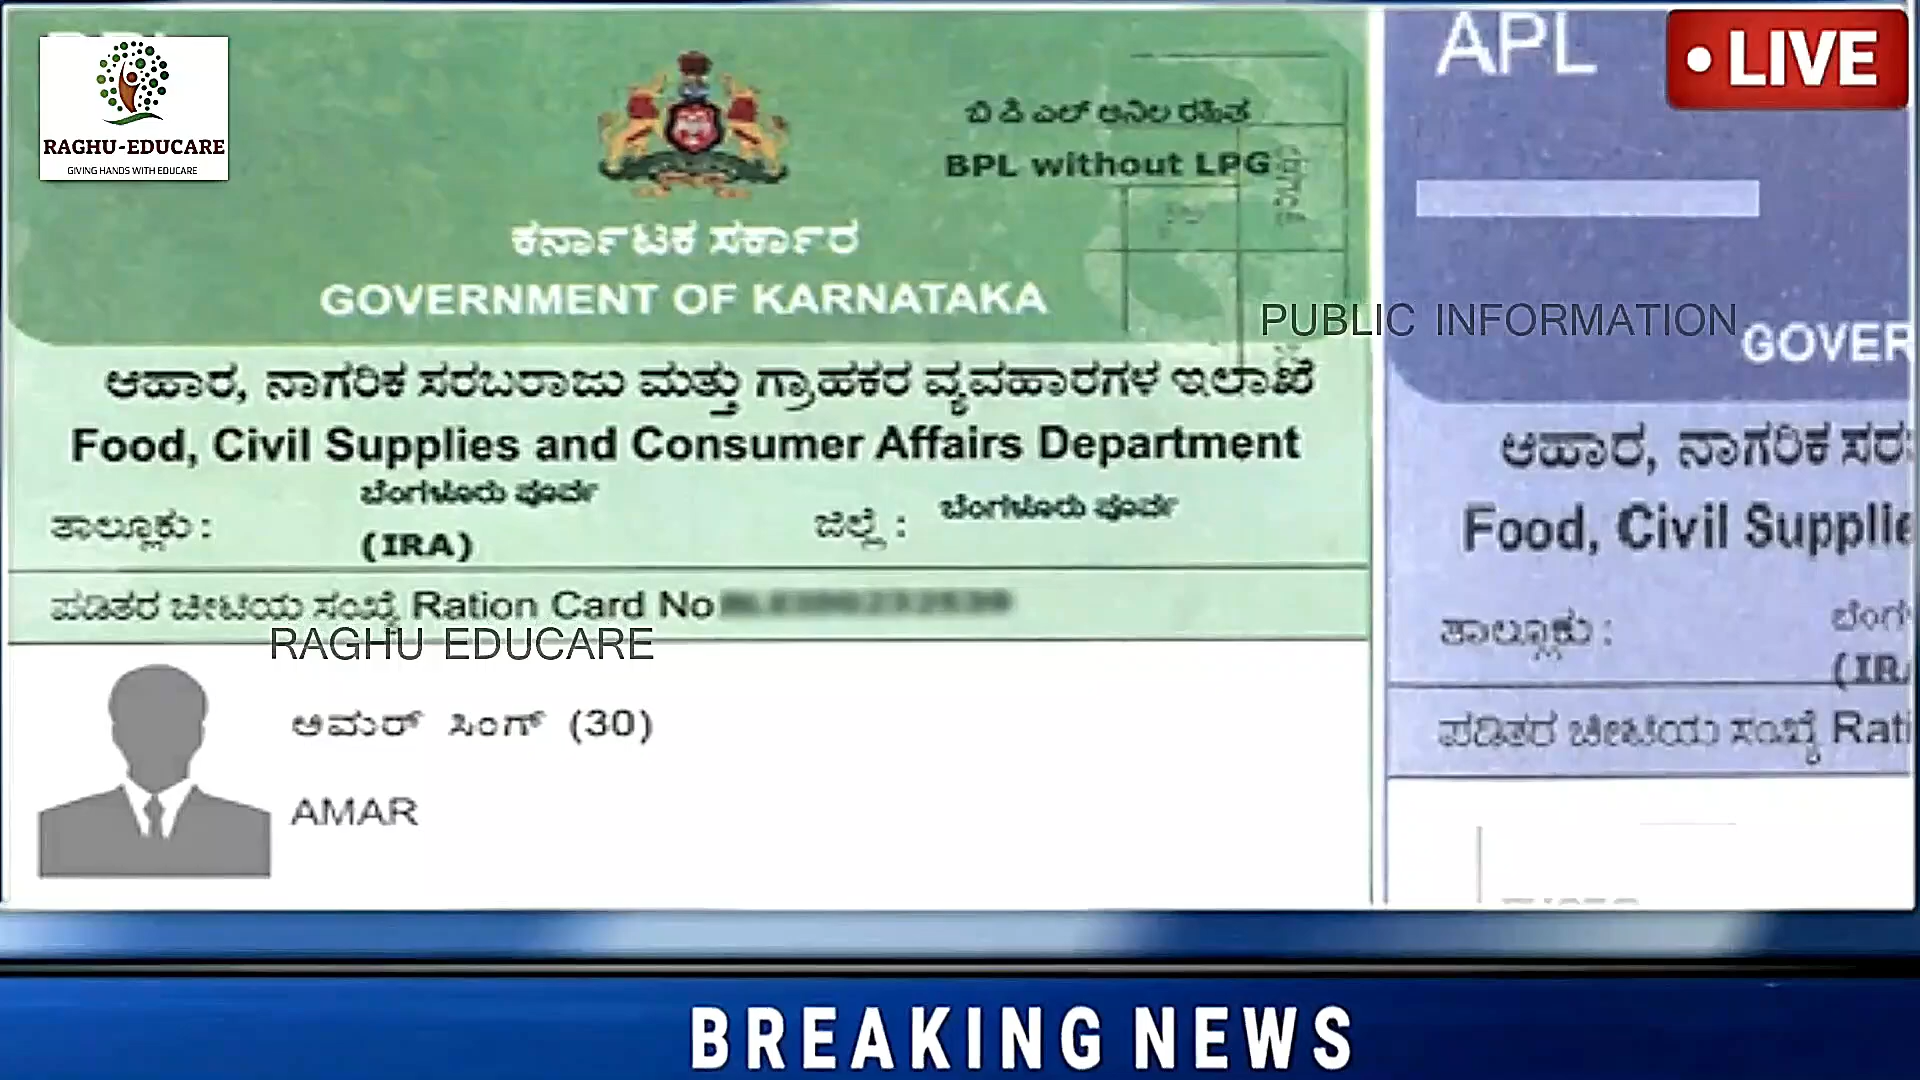 RAGHU-EDUCARE
GIVING HANDS WITH EDUCARE
ಬಿ ಪಿ ಎಲ್ ಅನಿಲ ರಹಿತ
BPL without LPG
ಕರ್ನಾಟಕ ಸರ್ಕಾರ
GOVERNMENT OF KARNATAKA
ಆಹಾರ, ನಾಗರಿಕ ಸರಬರಾಜು ಮತ್ತು ಗ್ರಾಹಕರ ವ್ಯವಹಾರಗಳ ಇಲಾಖೆ
Food, Civil Supplies and Consumer Affairs Department
ತಾಲ್ಲೂಕು : ಬೆಂಗಳೂರು ಪೂರ್ವ (IRA) ಜಿಲ್ಲೆ : ಬೆಂಗಳೂರು ಪೂರ್ವ
ಪಡಿತರ ಚೀಟಿಯ ಸಂಖ್ಯೆ Ration Card No
RAGHU EDUCARE
ಅಮರ್ ಸಿಂಗ್ (30)
AMAR
APL
LIVE
PUBLIC INFORMATION
GOVER
ಆಹಾರ, ನಾಗರಿಕ ಸರ
Food, Civil Supplie
ತಾಲ್ಲೂಕು : ಬೆಂಗ
(IR
ಪಡಿತರ ಚೀಟಿಯ ಸಂಖ್ಯೆ Rati
BREAKING NEWS